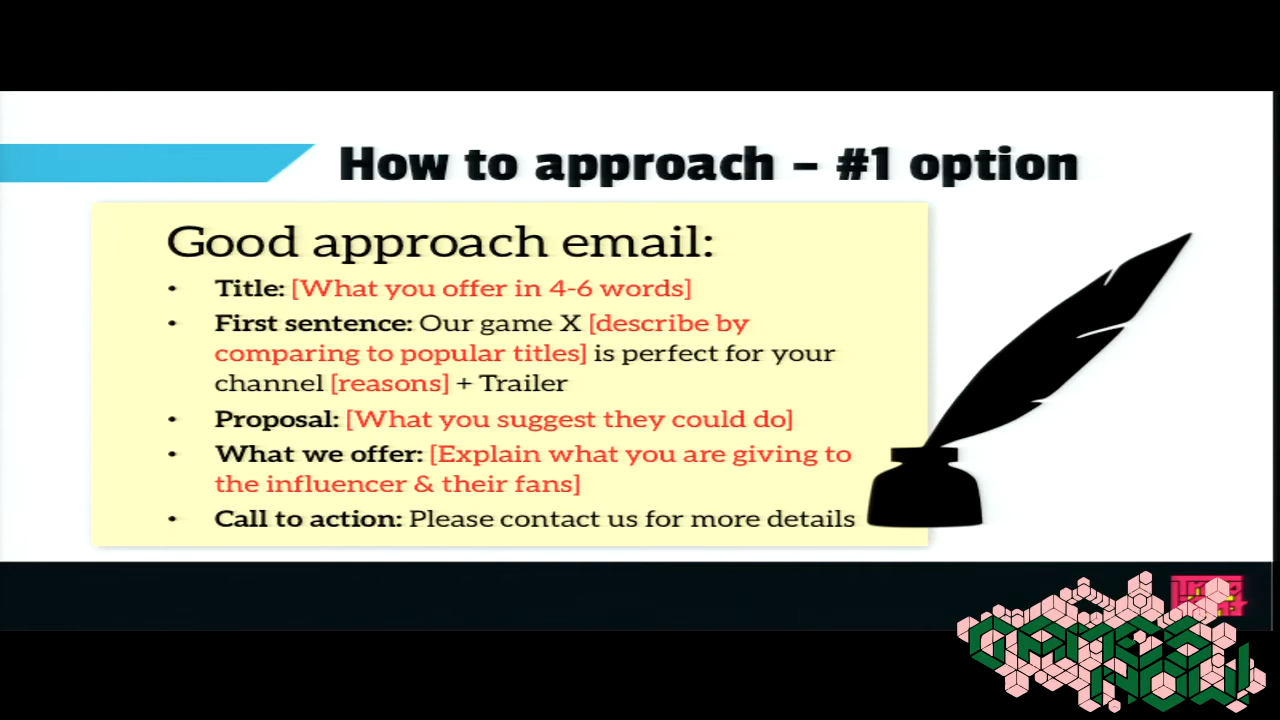 How to approach – #1 option
Good approach email:
• Title: [What you offer in 4-6 words]
• First sentence: Our game X [describe by
comparing to popular titles] is perfect for your
channel [reasons] + Trailer
• Proposal: [What you suggest they could do]
• What we offer: [Explain what you are giving to
the influencer & their fans]
• Call to action: Please contact us for more details
GAMES
NOW!